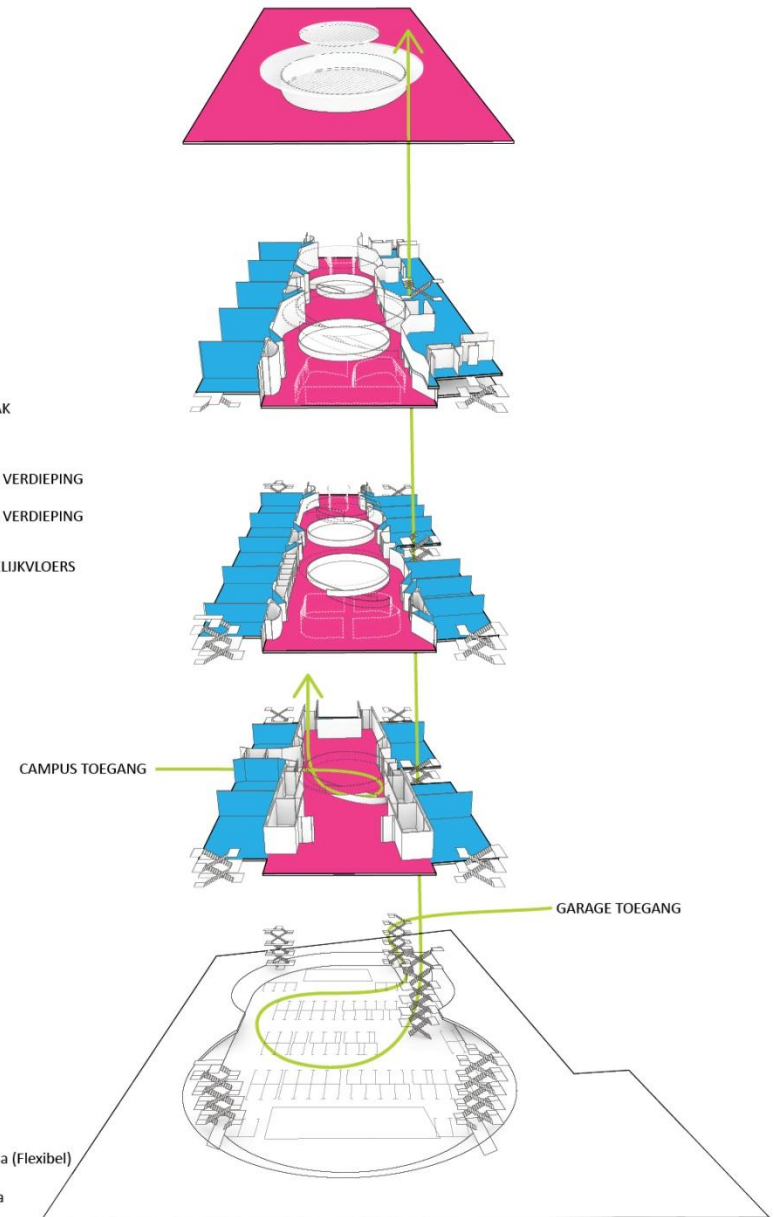 AK
VERDIEPING
VERDIEPING
LIJKVLOERS
CAMPUS TOEGANG
GARAGE TOEGANG
a (Flexibel)
a